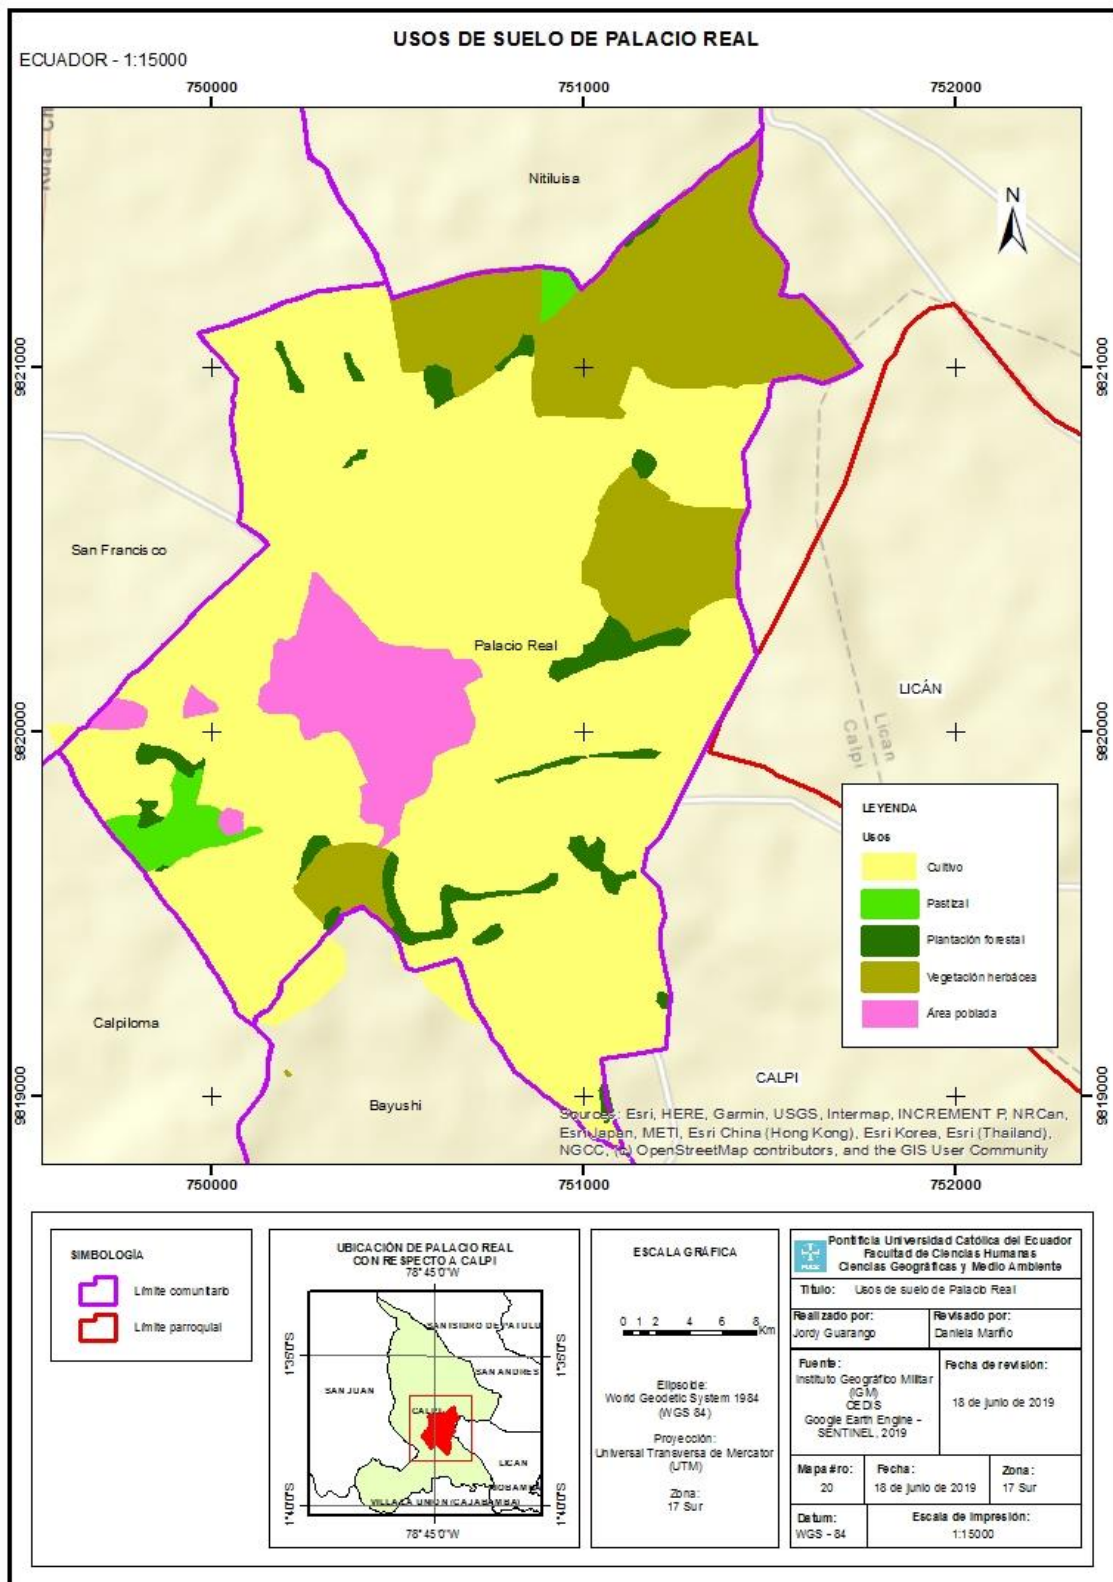 USOS DE SUELO DE PALACIO REAL
ECUADOR - 1:15000
750000
751000
752000
Nitiluisa
N
9821000
9821000
San Francisco
Palacio Real
LICÁN
9820000
9820000
Lican
Calpi
LEYENDA
Usos
Cultivo
Pastizal
Plantación forestal
Vegetación herbácea
Área poblada
Calpiloma
Bayushi
CALPI
9819000
9819000
Sources: Esri, HERE, Garmin, USGS, Intermap, INCREMENT P, NRCan,
Esri Japan, METI, Esri China (Hong Kong), Esri Korea, Esri (Thailand),
NGCC, (c) OpenStreetMap contributors, and the GIS User Community
750000
751000
752000
SIMBOLOGÍA
Límite comunitario
Límite parroquial
UBICACIÓN DE PALACIO REAL
CON RESPECTO A CALPI
78°45'0"W
1°35'0"S
1°35'0"S
SAN ISIDRO DE PATULU
SAN ANDRES
SAN JUAN
CALPI
LICAN
RIOBAMBA
VILLA LA UNION (CAJABAMBA)
1°40'0"S
1°40'0"S
78°45'0"W
ESCALA GRÁFICA
0 1 2 4 6 8 Km
Elipsoide:
World Geodetic System 1984
(WGS 84)
Proyección:
Universal Transversa de Mercator
(UTM)
Zona:
17 Sur
PUCE
Pontificia Universidad Católica del Ecuador
Facultad de Ciencias Humanas
Ciencias Geográficas y Medio Ambiente
Título: Usos de suelo de Palacio Real
Realizado por:
Jordy Guarango
Revisado por:
Daniela Mariño
Fuente:
Instituto Geográfico Militar
(IGM)
CEDIS
Google Earth Engine -
SENTINEL, 2019
Fecha de revisión:
18 de junio de 2019
Mapa #ro:
20
Fecha:
18 de junio de 2019
Zona:
17 Sur
Datum:
WGS - 84
Escala de impresión:
1:15000